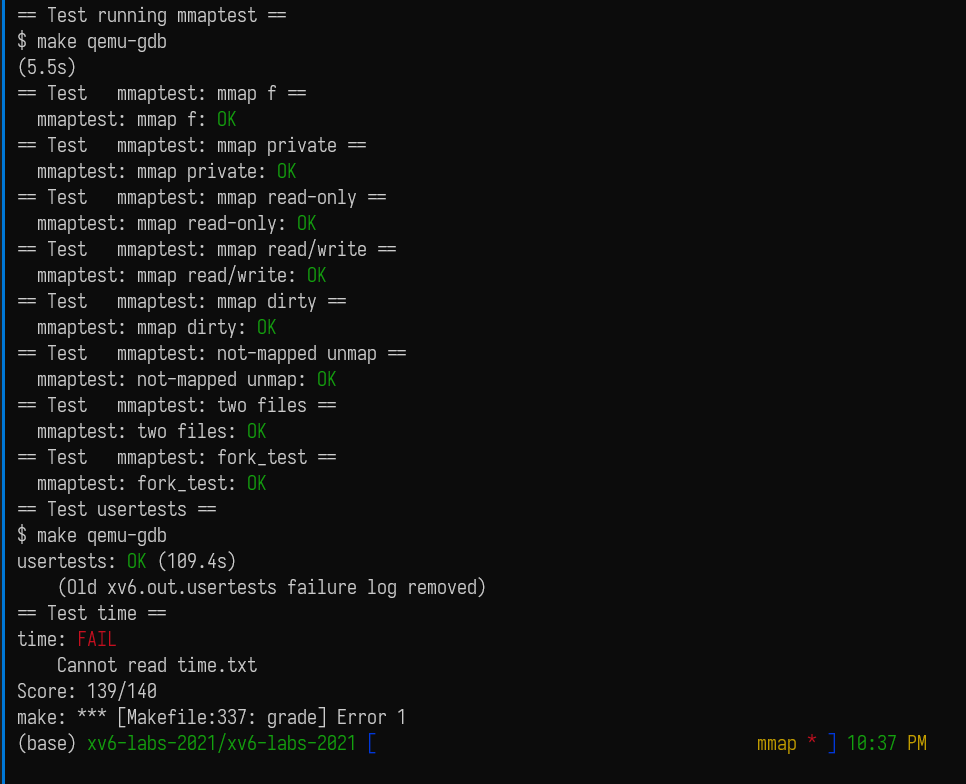 == Test running mmaptest ==
$ make qemu-gdb
(5.5s)
== Test   mmaptest: mmap f ==
  mmaptest: mmap f: OK
== Test   mmaptest: mmap private ==
  mmaptest: mmap private: OK
== Test   mmaptest: mmap read-only ==
  mmaptest: mmap read-only: OK
== Test   mmaptest: mmap read/write ==
  mmaptest: mmap read/write: OK
== Test   mmaptest: mmap dirty ==
  mmaptest: mmap dirty: OK
== Test   mmaptest: not-mapped unmap ==
  mmaptest: not-mapped unmap: OK
== Test   mmaptest: two files ==
  mmaptest: two files: OK
== Test   mmaptest: fork_test ==
  mmaptest: fork_test: OK
== Test usertests ==
$ make qemu-gdb
usertests: OK (109.4s)
    (Old xv6.out.usertests failure log removed)
== Test time ==
time: FAIL
    Cannot read time.txt
Score: 139/140
make: *** [Makefile:337: grade] Error 1
(base) xv6-labs-2021/xv6-labs-2021 [ mmap * ] 10:37 PM